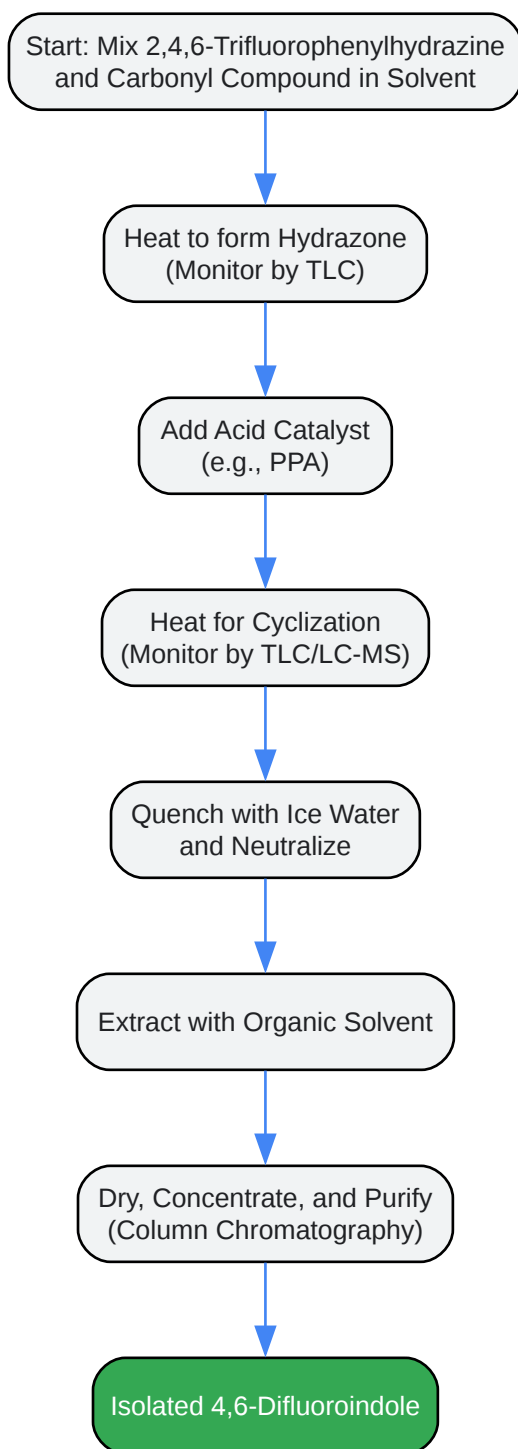 Start: Mix 2,4,6-Trifluorophenylhydrazine
and Carbonyl Compound in Solvent
Heat to form Hydrazone
(Monitor by TLC)
Add Acid Catalyst
(e.g., PPA)
Heat for Cyclization
(Monitor by TLC/LC-MS)
Quench with Ice Water
and Neutralize
Extract with Organic Solvent
Dry, Concentrate, and Purify
(Column Chromatography)
Isolated 4,6-Difluoroindole